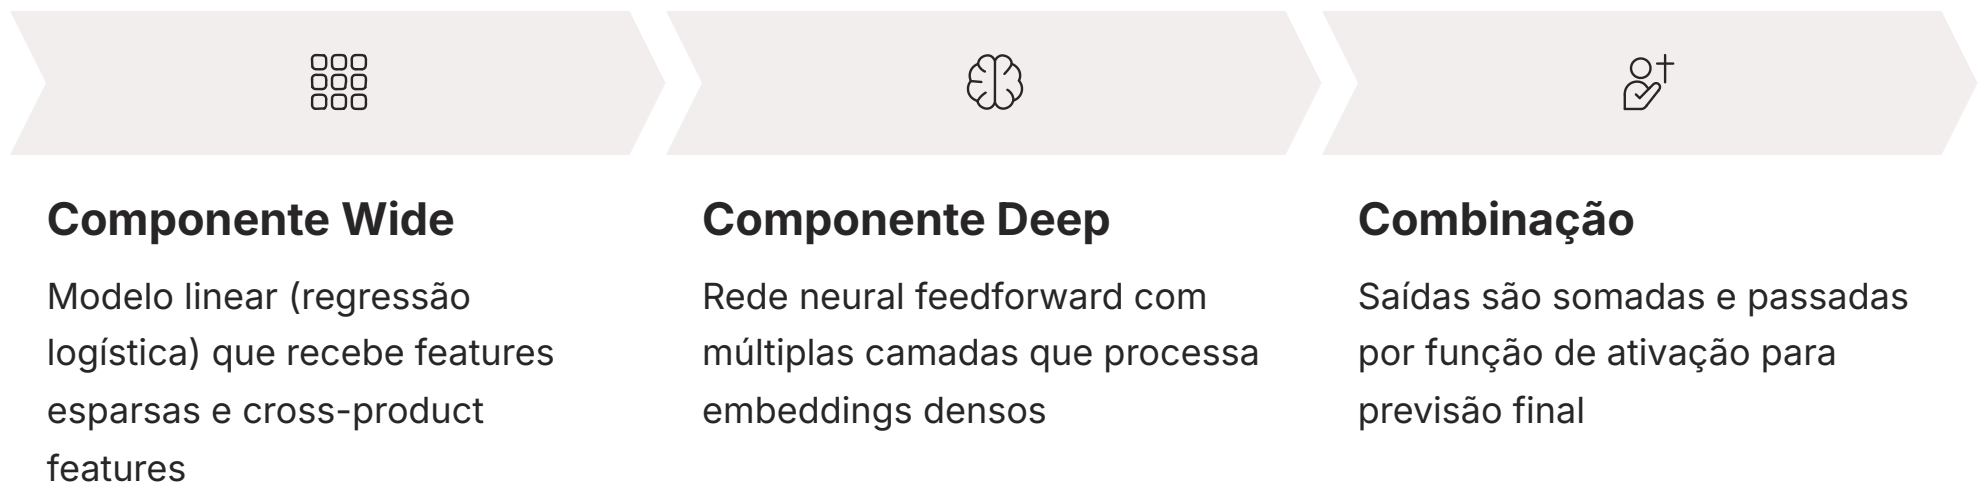 Componente Wide
Modelo linear (regressão
logística) que recebe features
esparsas e cross-product
features
Componente Deep
Rede neural feedforward com
múltiplas camadas que processa
embeddings densos
Combinação
Saídas são somadas e passadas
por função de ativação para
previsão final